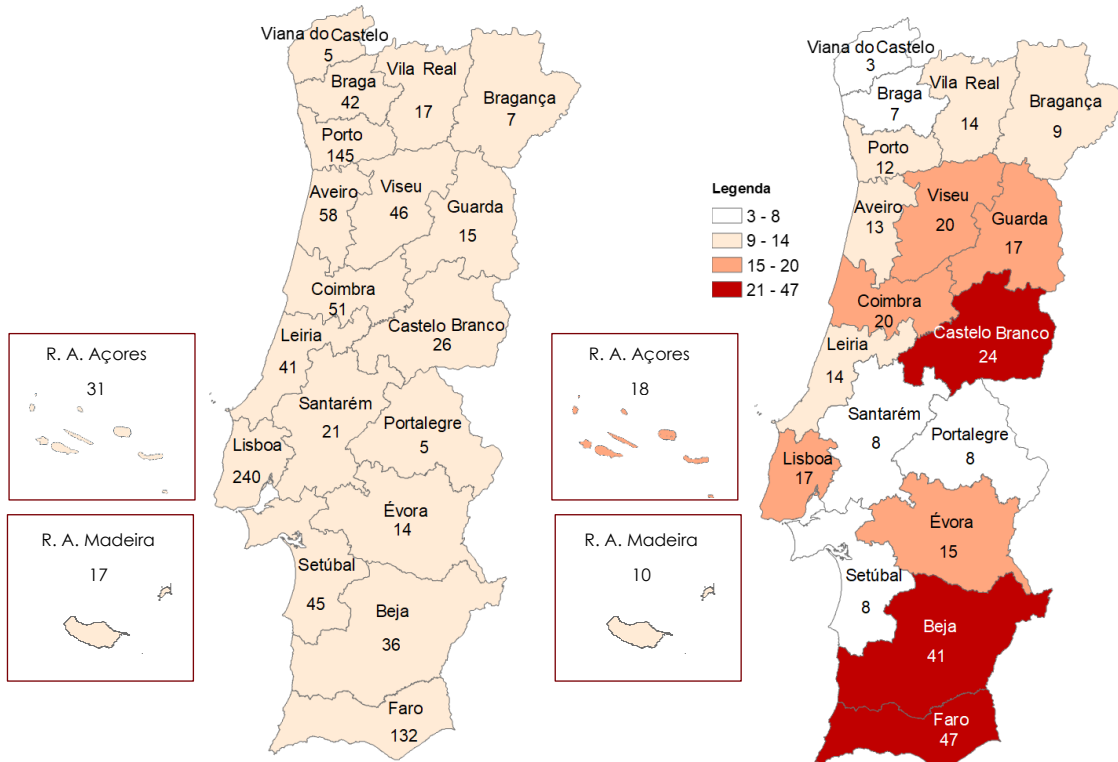 Viana do Castelo
5
Braga
42
Vila Real
17
Bragança
7
Porto
145
Aveiro
58
Viseu
46
Guarda
15
Coimbra
51
Leiria
41
Castelo Branco
26
R. A. Açores
31
Santarém
21
Portalegre
5
Lisboa
240
Évora
14
R. A. Madeira
17
Setúbal
45
Beja
36
Faro
132
Viana do Castelo
3
Braga
7
Vila Real
14
Bragança
9
Porto
12
Legenda
3 - 8
9 - 14
15 - 20
21 - 47
Aveiro
13
Viseu
20
Guarda
17
Coimbra
20
Castelo Branco
24
Leiria
14
R. A. Açores
18
Santarém
8
Portalegre
8
Lisboa
17
Évora
15
R. A. Madeira
10
Setúbal
8
Beja
41
Faro
47